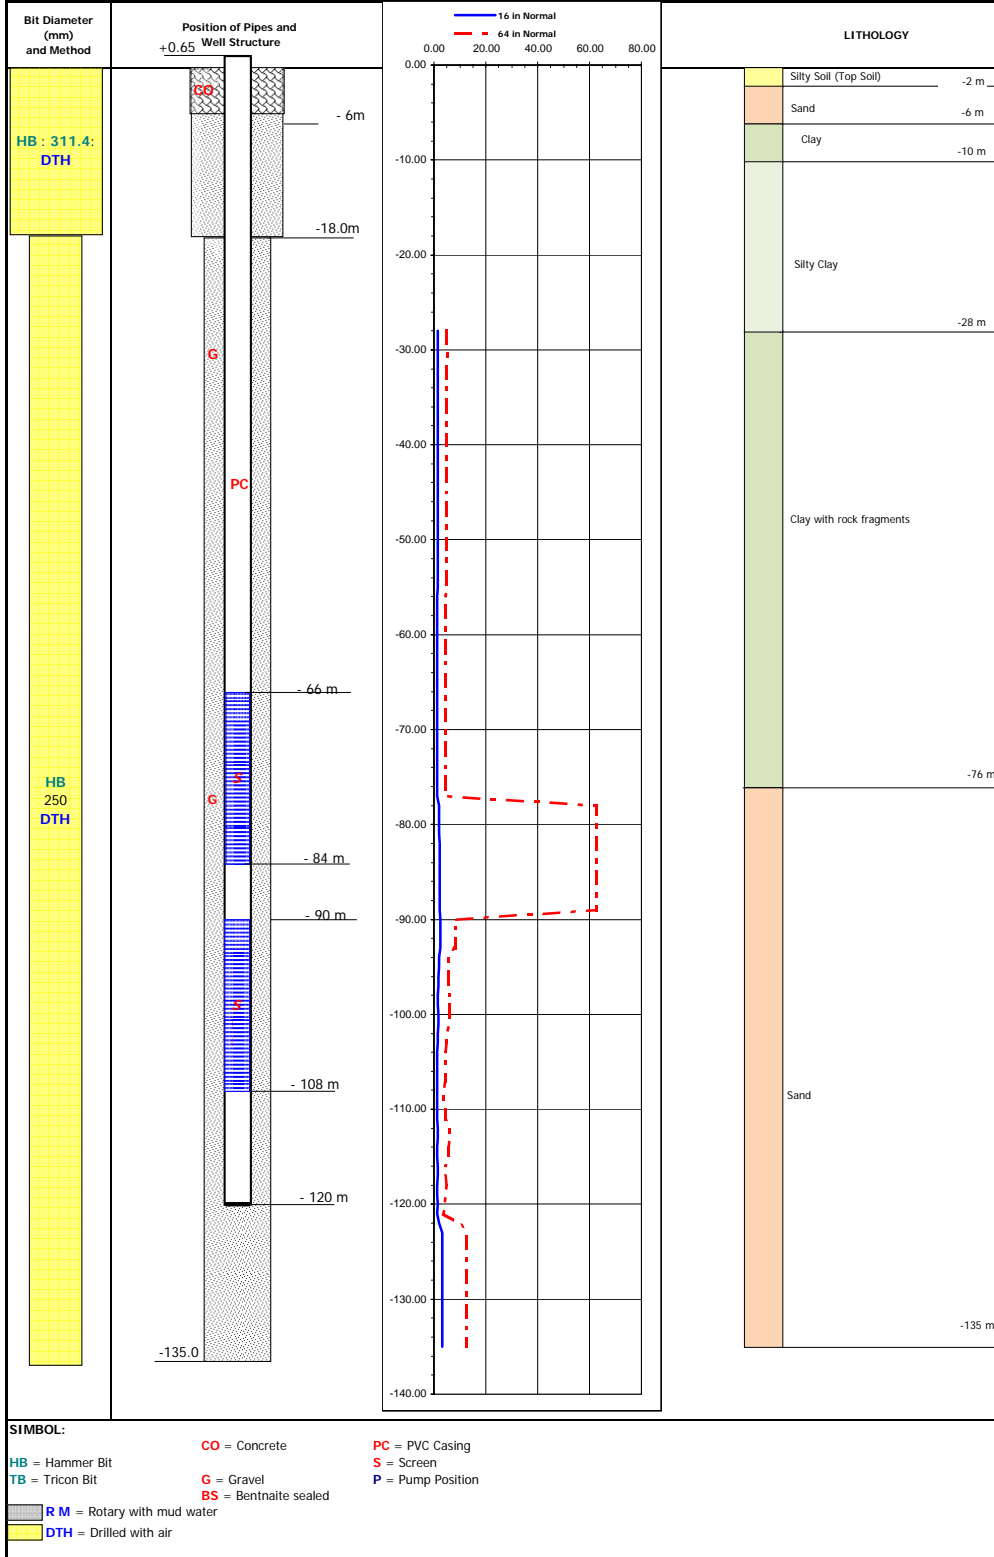 Bit Diameter
(mm)
and Method
Position of Pipes and
Well Structure
+0.65
16 in Normal
64 in Normal
0.00 20.00 40.00 60.00 80.00
LITHOLOGY
0.00
-10.00
-20.00
-30.00
-40.00
-50.00
-60.00
-70.00
-80.00
-90.00
-100.00
-110.00
-120.00
-130.00
-140.00
HB : 311.4:
DTH
HB
250
DTH
CO
- 6m
-18.0m
G
PC
- 66 m
S
G
- 84 m
- 90 m
S
- 108 m
- 120 m
-135.0
Silty Soil (Top Soil)
-2 m
Sand
-6 m
Clay
-10 m
Silty Clay
-28 m
Clay with rock fragments
-76 m
Sand
-135 m
SIMBOL:
CO = Concrete
PC = PVC Casing
HB = Hammer Bit
S = Screen
TB = Tricon Bit
G = Gravel
P = Pump Position
BS = Bentnaite sealed
R M = Rotary with mud water
DTH = Drilled with air